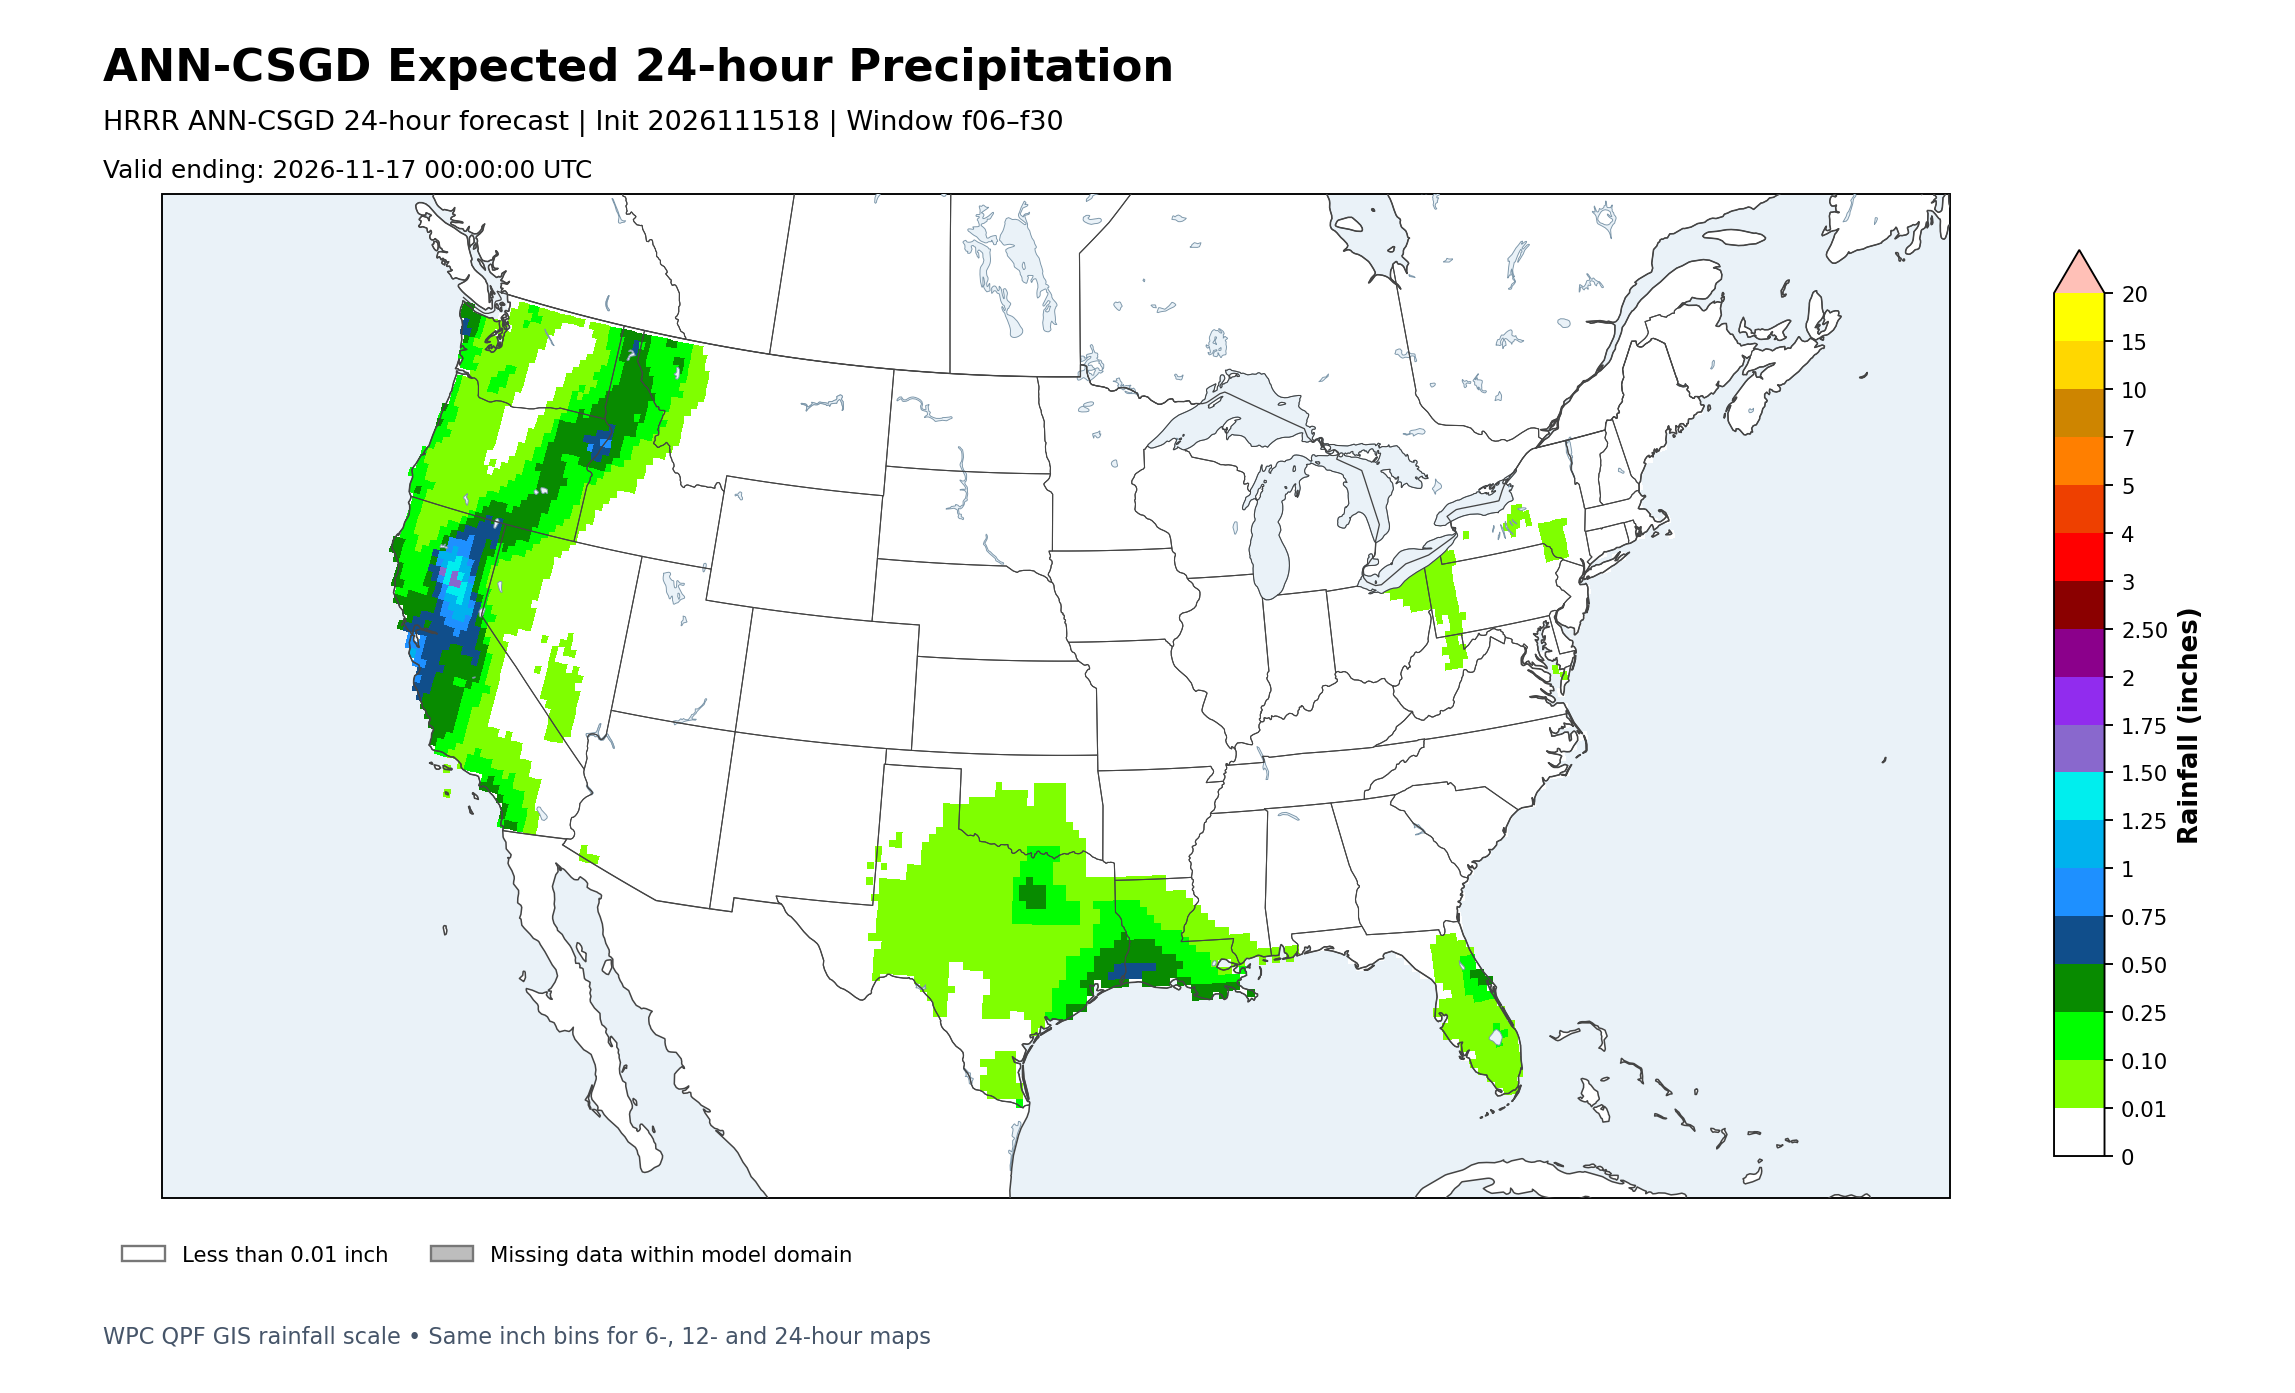 ANN-CSGD Expected 24-hour Precipitation
HRRR ANN-CSGD 24-hour forecast | Init 2026111518 | Window f06–f30
Valid ending: 2026-11-17 00:00:00 UTC
20
15
10
7
5
4
3
2.50
2
1.75
1.50
1.25
1
0.75
0.50
0.25
0.10
0.01
0
Rainfall (inches)
Less than 0.01 inch
Missing data within model domain
WPC QPF GIS rainfall scale • Same inch bins for 6-, 12- and 24-hour maps